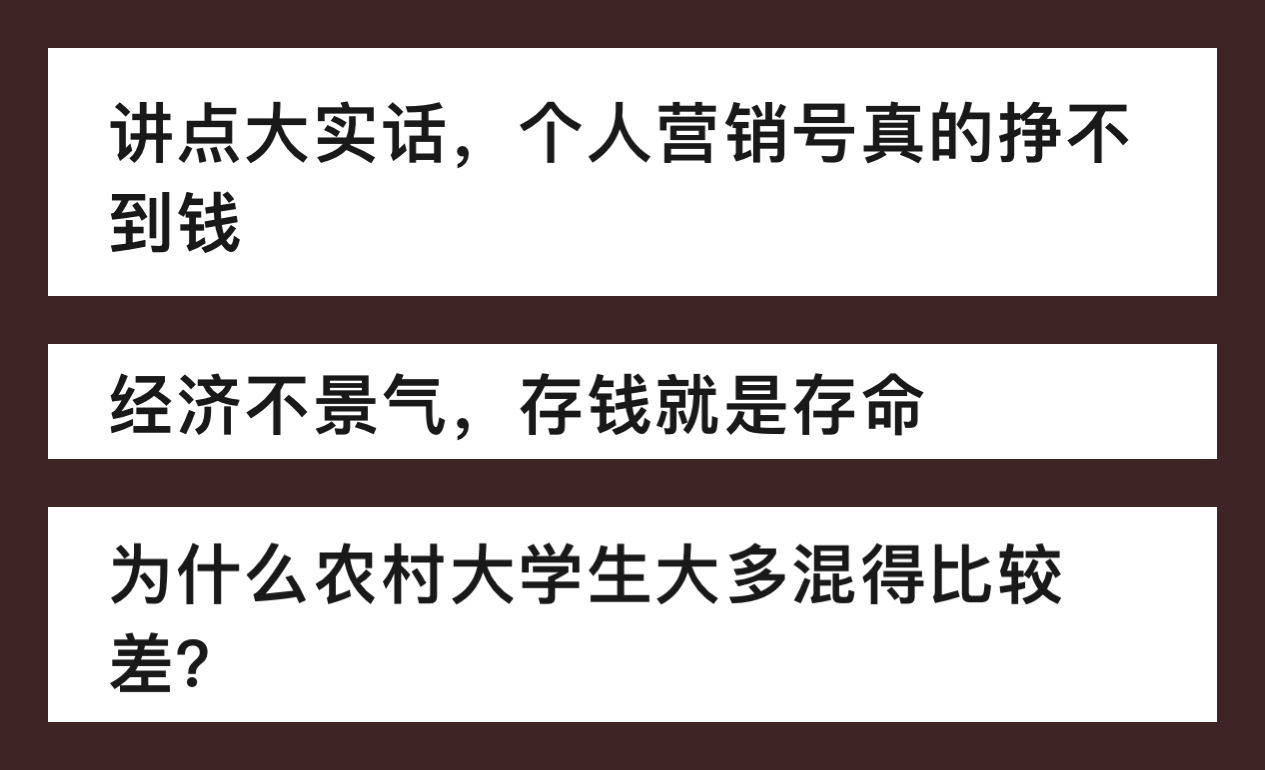 讲点大实话，个人营销号真的挣不
到钱
经济不景气，存钱就是存命
为什么农村大学生大多混得比较
差？